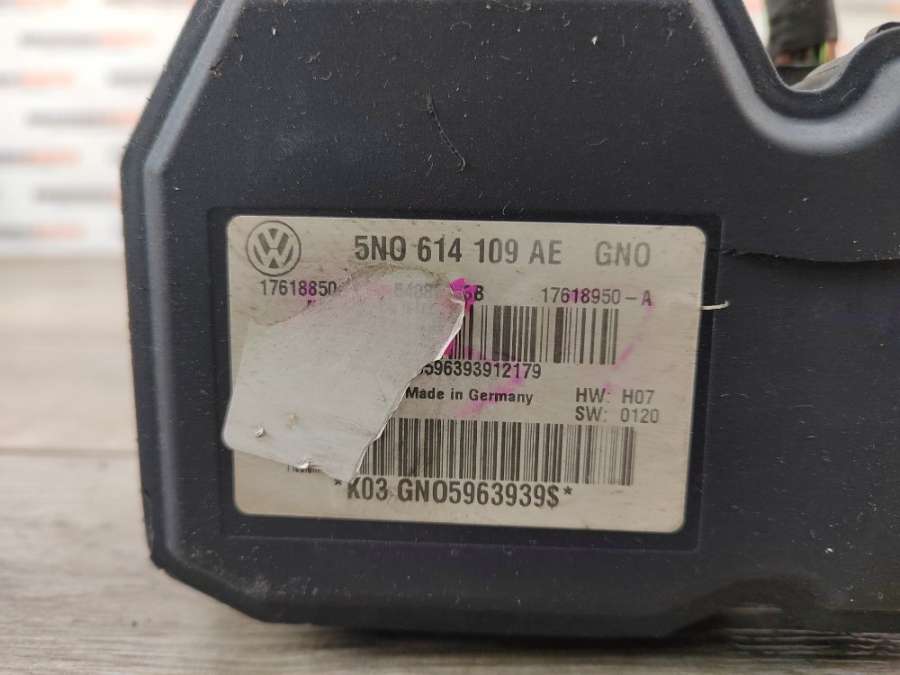 5N0 614 109 AE GNO
17618850 17618950-A
596393912179
Made in Germany HW: H07
SW: 0120
*K03 GNO5963939$*